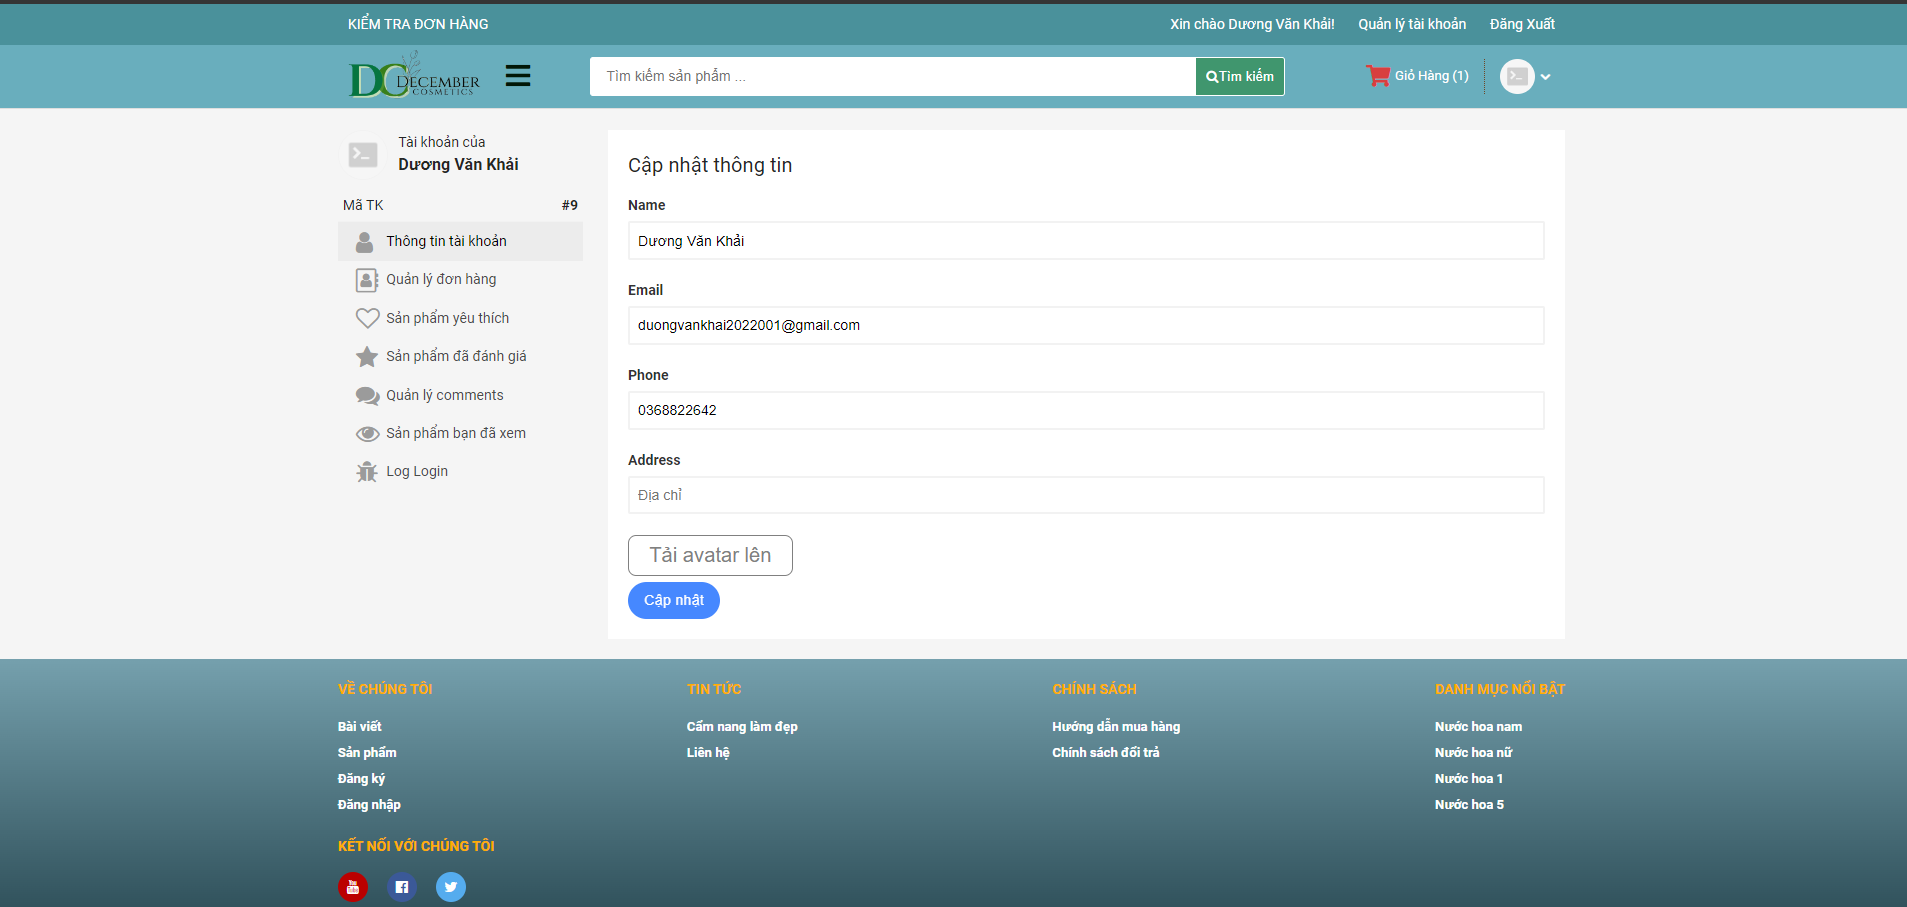 KIỂM TRA ĐƠN HÀNG
Xin chào Dương Văn Khải!
Quản lý tài khoản
Đăng Xuất
DC DECEMBER
COSMETICS
Tìm kiếm sản phẩm ...
Tìm kiếm
Giỏ Hàng (1)
Tài khoản của
Dương Văn Khải
Mã TK #9
Thông tin tài khoản
Quản lý đơn hàng
Sản phẩm yêu thích
Sản phẩm đã đánh giá
Quản lý comments
Sản phẩm bạn đã xem
Log Login
Cập nhật thông tin
Name
Dương Văn Khải
Email
duongvankhai2022001@gmail.com
Phone
0368822642
Address
Địa chỉ
Tải avatar lên
Cập nhật
VỀ CHÚNG TÔI
Bài viết
Sản phẩm
Đăng ký
Đăng nhập
TIN TỨC
Cẩm nang làm đẹp
Liên hệ
CHÍNH SÁCH
Hướng dẫn mua hàng
Chính sách đổi trả
DANH MỤC NỔI BẬT
Nước hoa nam
Nước hoa nữ
Nước hoa 1
Nước hoa 5
KẾT NỐI VỚI CHÚNG TÔI
You
Tube